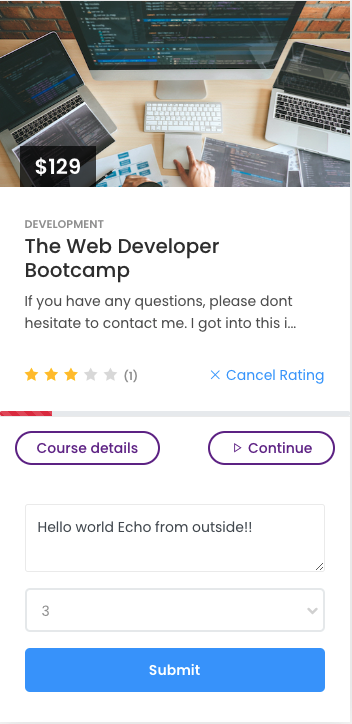 $129
DEVELOPMENT
The Web Developer
Bootcamp
If you have any questions, please dont
hesitate to contact me. I got into this i...
(1)
Cancel Rating
Course details
Continue
Hello world Echo from outside!!
3
Submit